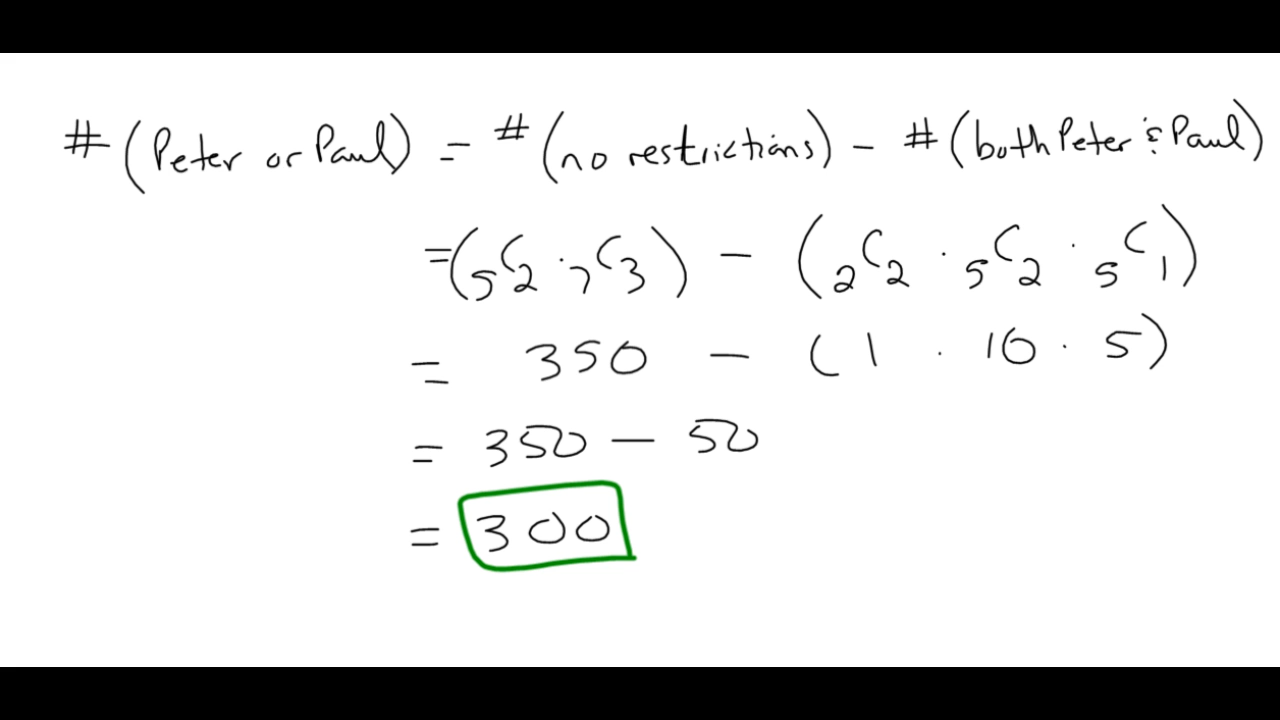 #(Peter or Paul) = #(no restrictions) - #(both Peter & Paul)
= (₅C₂ · ₇C₃) - (₂C₂ · ₅C₂ · ₅C₁)
= 350 - (1 · 10 · 5)
= 350 - 50
= 300